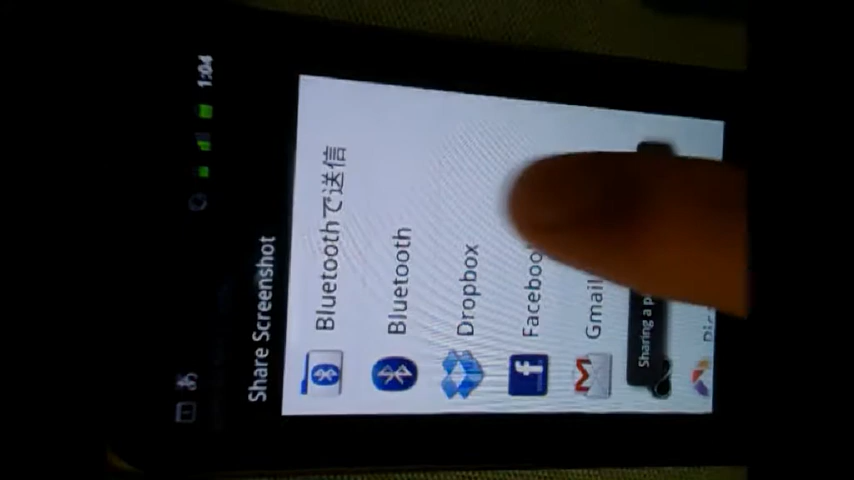 1:04
Share Screenshot
Bluetoothで送信
Bluetooth
Dropbox
Faceboo
Gmail
Sharing a p